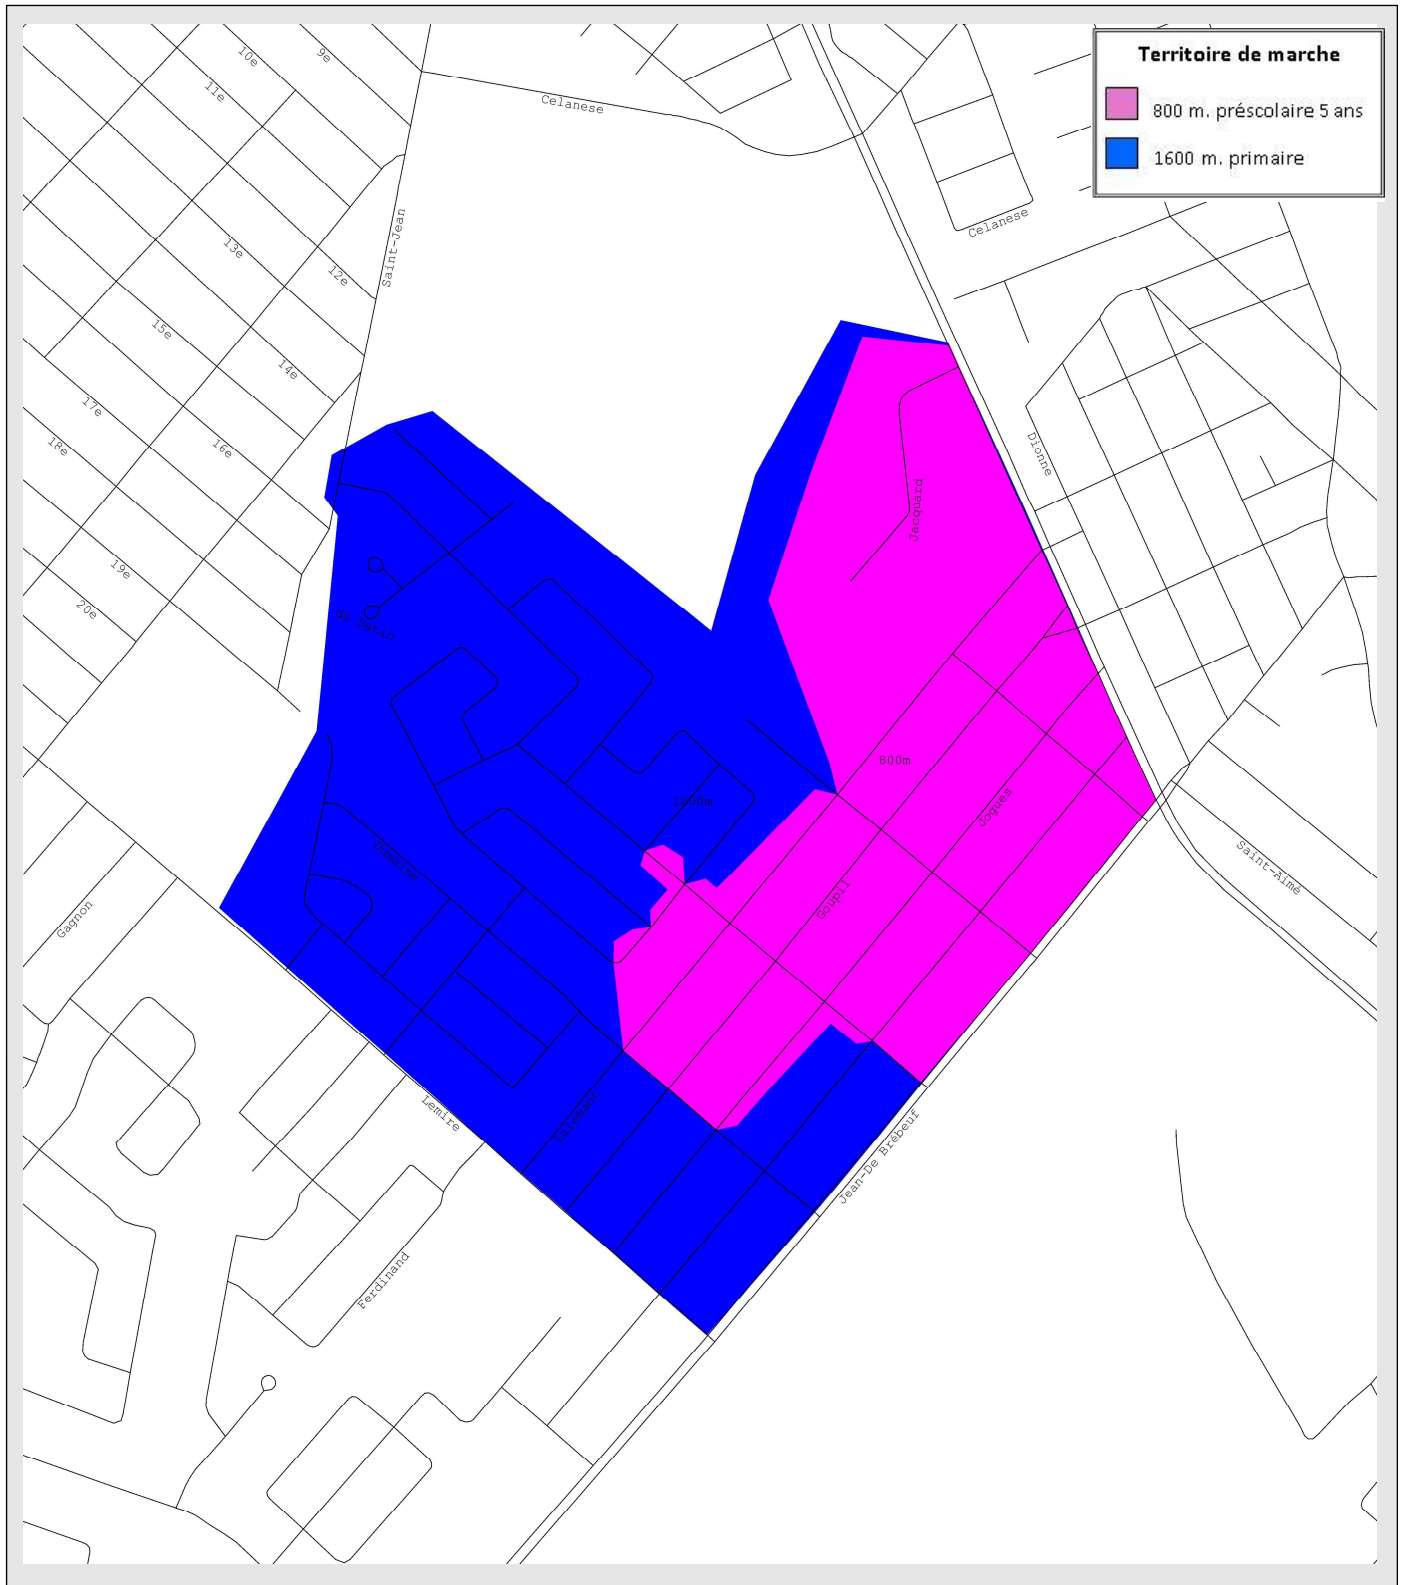 Territoire de marche
800 m. préscolaire 5 ans
1600 m. primaire
9e
10e
11e
Celanese
Celanese
Saint-Jean
13e
12e
15e
14e
17e
16e
18e
Dionne
Jacquard
19e
20e
du Satin
800m
1600m
Jogues
Dumaine
Goupil
Saint-Aimé
Gagnon
Lemire
Lalemant
Jean-De Brébeuf
Ferdinand